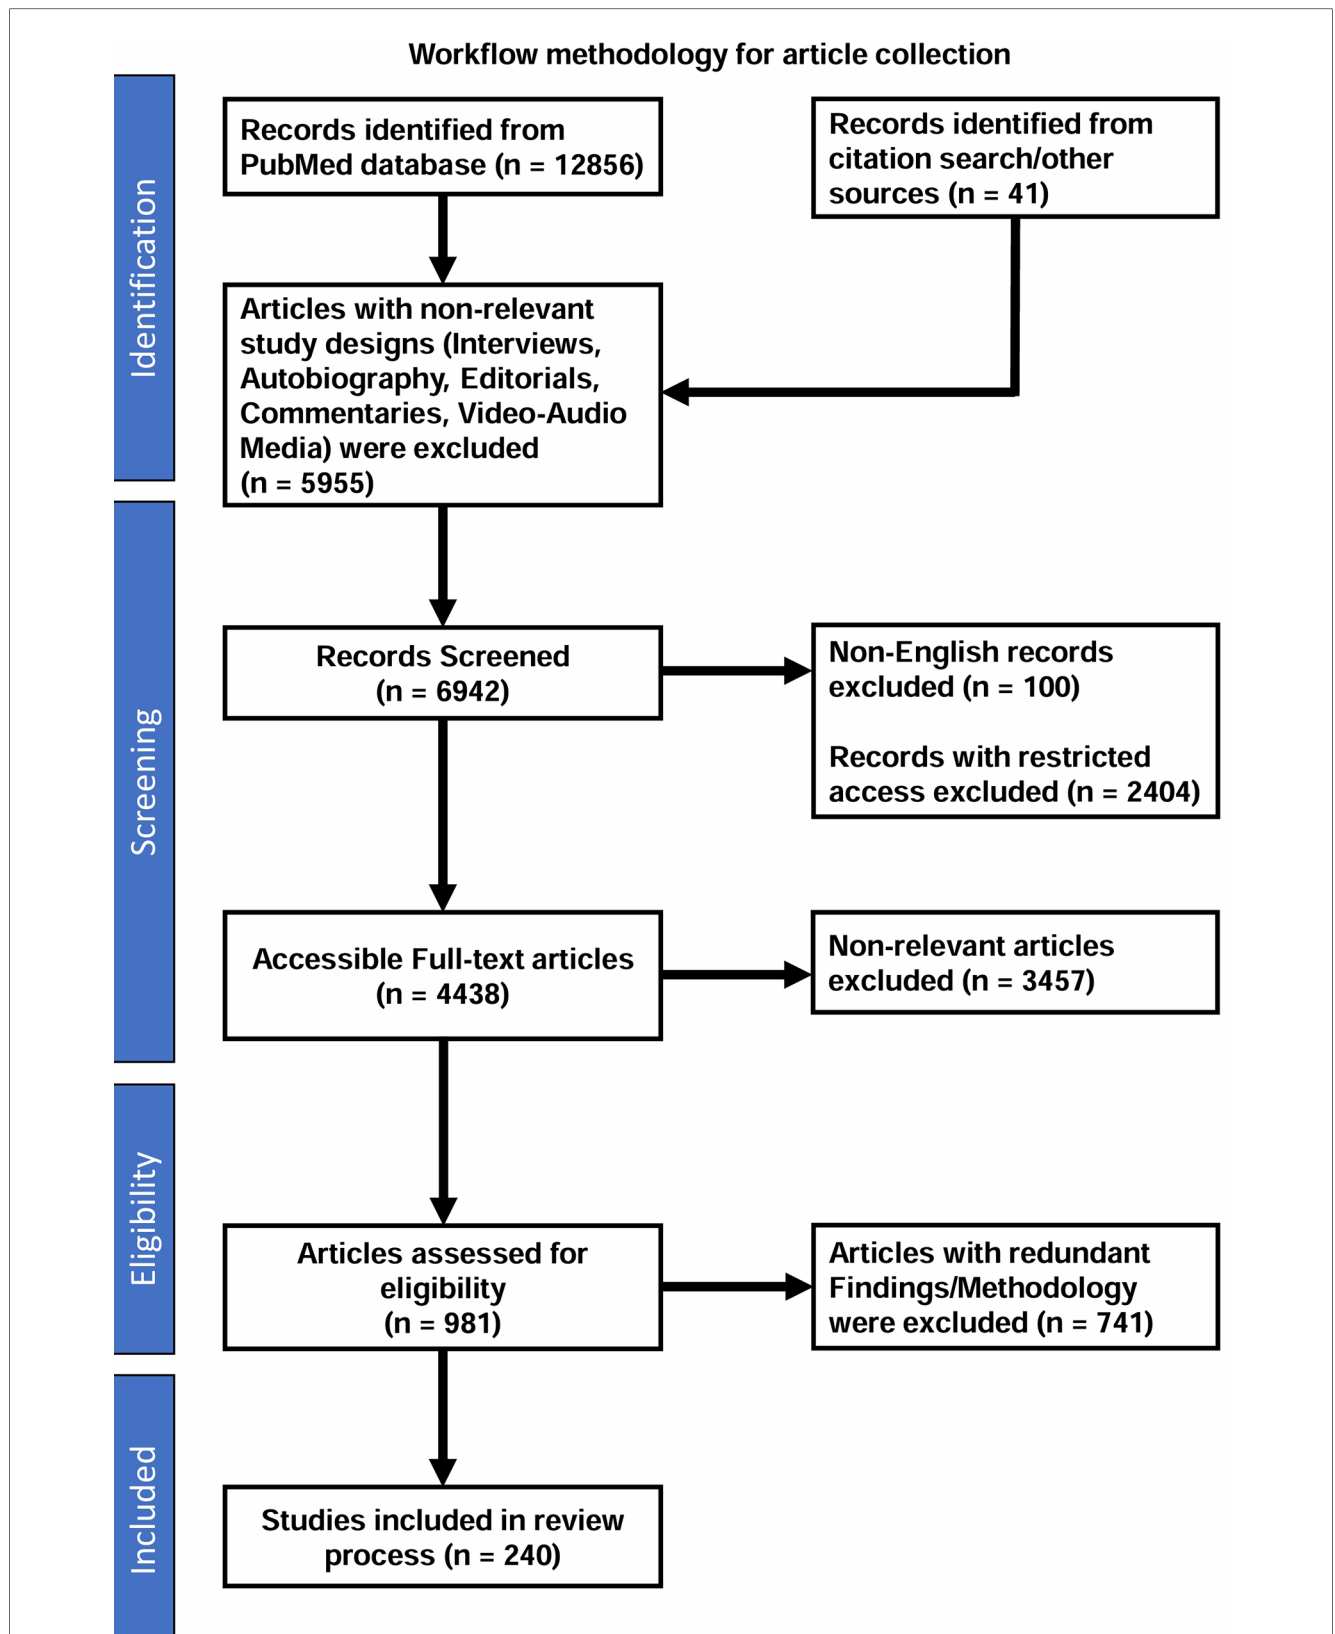 Workflow methodology for article collection
Identification
Records identified from
PubMed database (n = 12856)
Records identified from
citation search/other
sources (n = 41)
Articles with non-relevant
study designs (Interviews,
Autobiography, Editorials,
Commentaries, Video-Audio
Media) were excluded
(n = 5955)
Screening
Records Screened
(n = 6942)
Non-English records
excluded (n = 100)
Records with restricted
access excluded (n = 2404)
Accessible Full-text articles
(n = 4438)
Non-relevant articles
excluded (n = 3457)
Eligibility
Articles assessed for
eligibility
(n = 981)
Articles with redundant
Findings/Methodology
were excluded (n = 741)
Included
Studies included in review
process (n = 240)